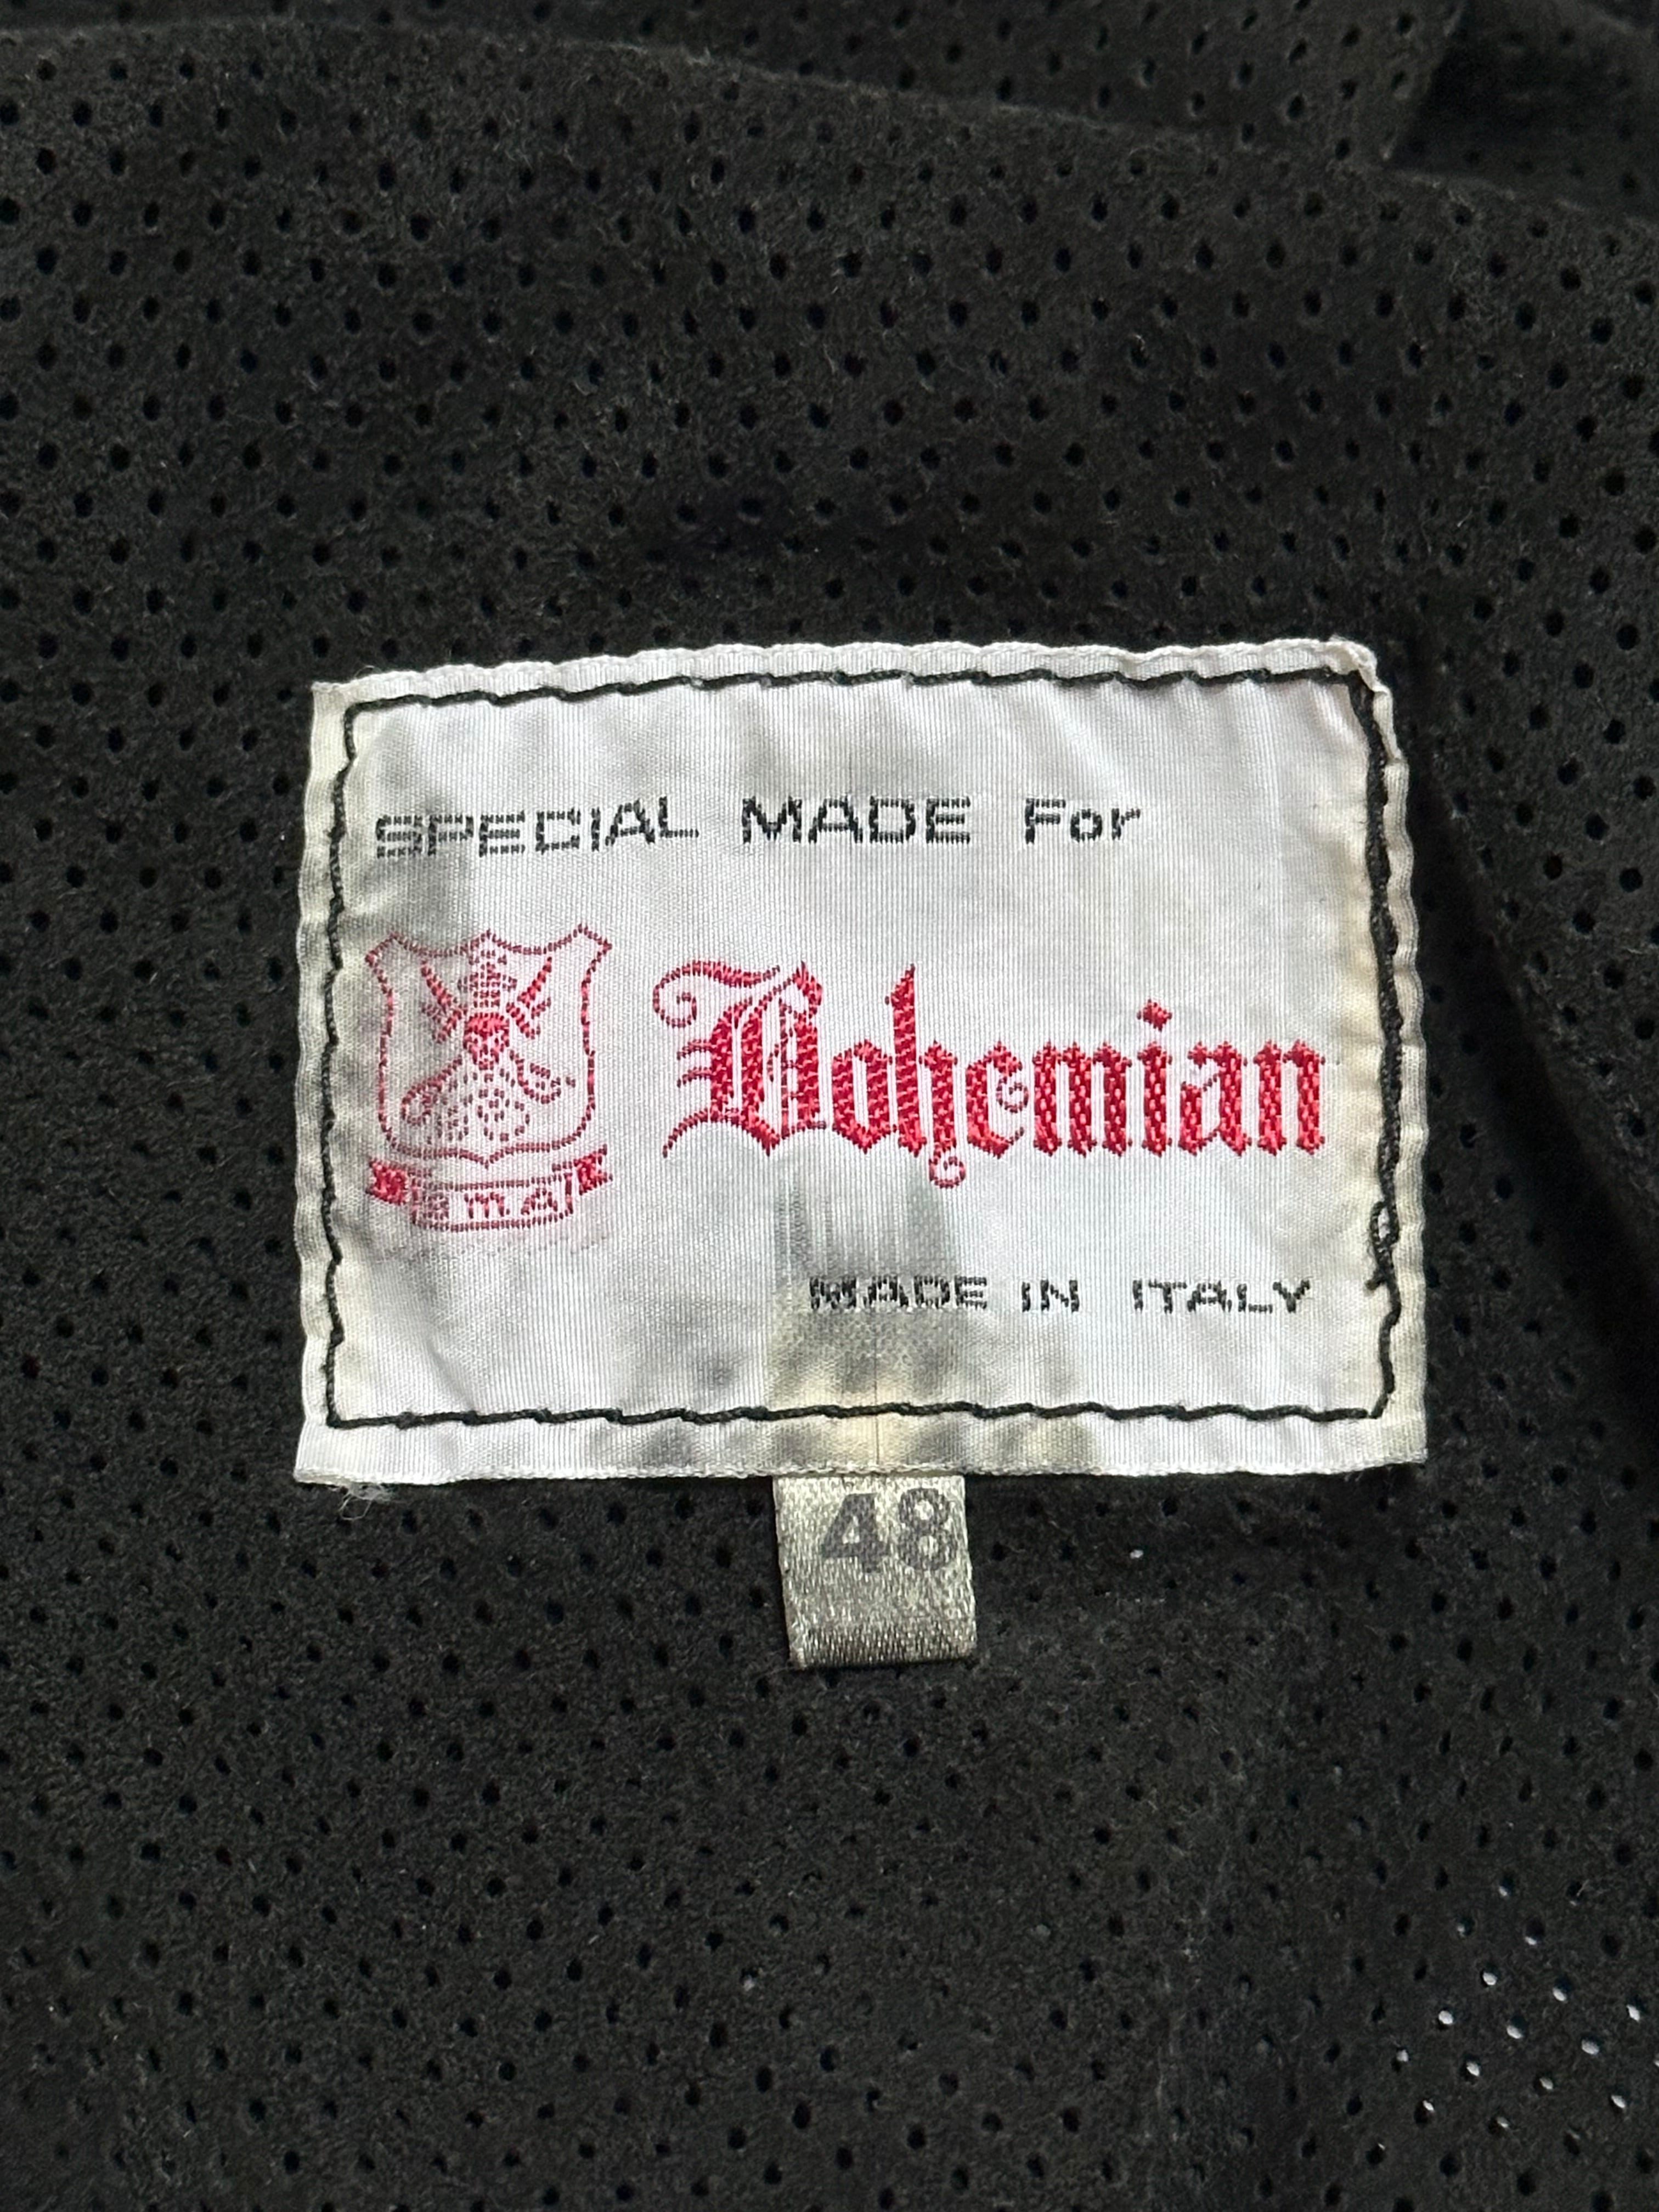 SPECIAL MADE For
Bohemian
MADE IN ITALY
48